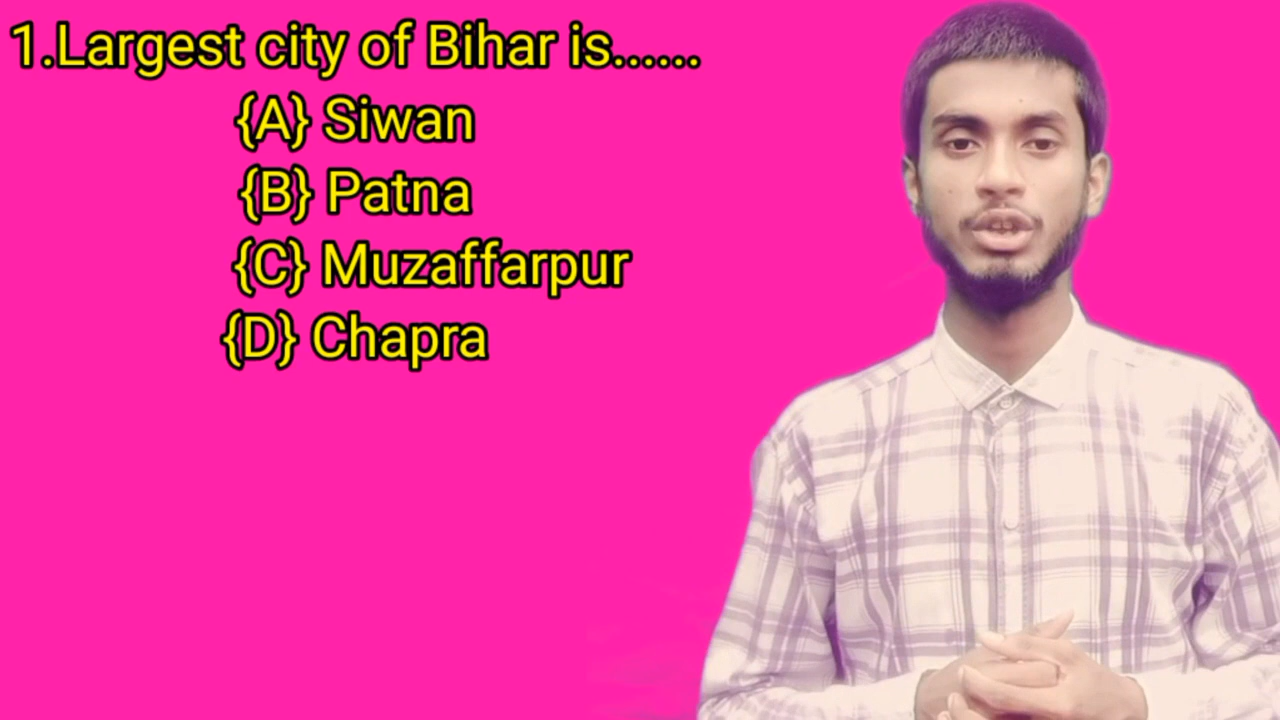 1.Largest city of Bihar is......
{A} Siwan
{B} Patna
{C} Muzaffarpur
{D} Chapra